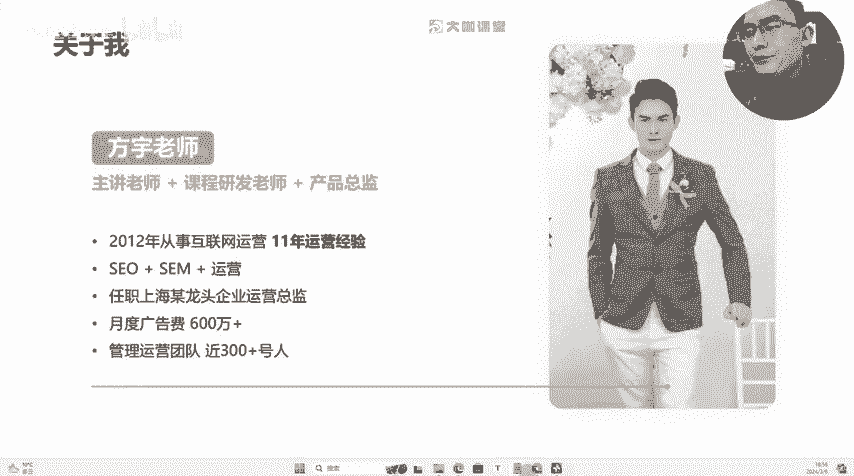 关于我
大咖课堂
方宇老师
主讲老师 + 课程研发老师 + 产品总监
• 2012年从事互联网运营 11年运营经验
• SEO + SEM + 运营
• 任职上海某龙头企业运营总监
• 月度广告费 600万+
• 管理运营团队 近300+号人
搜索